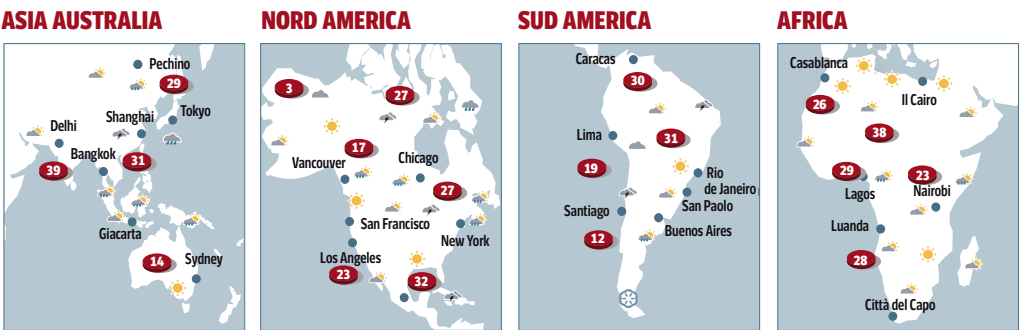 ASIA AUSTRALIA
Pechino
29
Shanghai
Tokyo
Delhi
Bangkok
31
39
Giacarta
14
Sydney
NORD AMERICA
3
27
17
Vancouver
Chicago
27
San Francisco
New York
Los Angeles
23
32
SUD AMERICA
Caracas
30
Lima
31
19
Rio
de Janeiro
San Paolo
Santiago
Buenos Aires
12
AFRICA
Casablanca
Il Cairo
26
38
29
23
Lagos
Nairobi
Luanda
28
Città del Capo